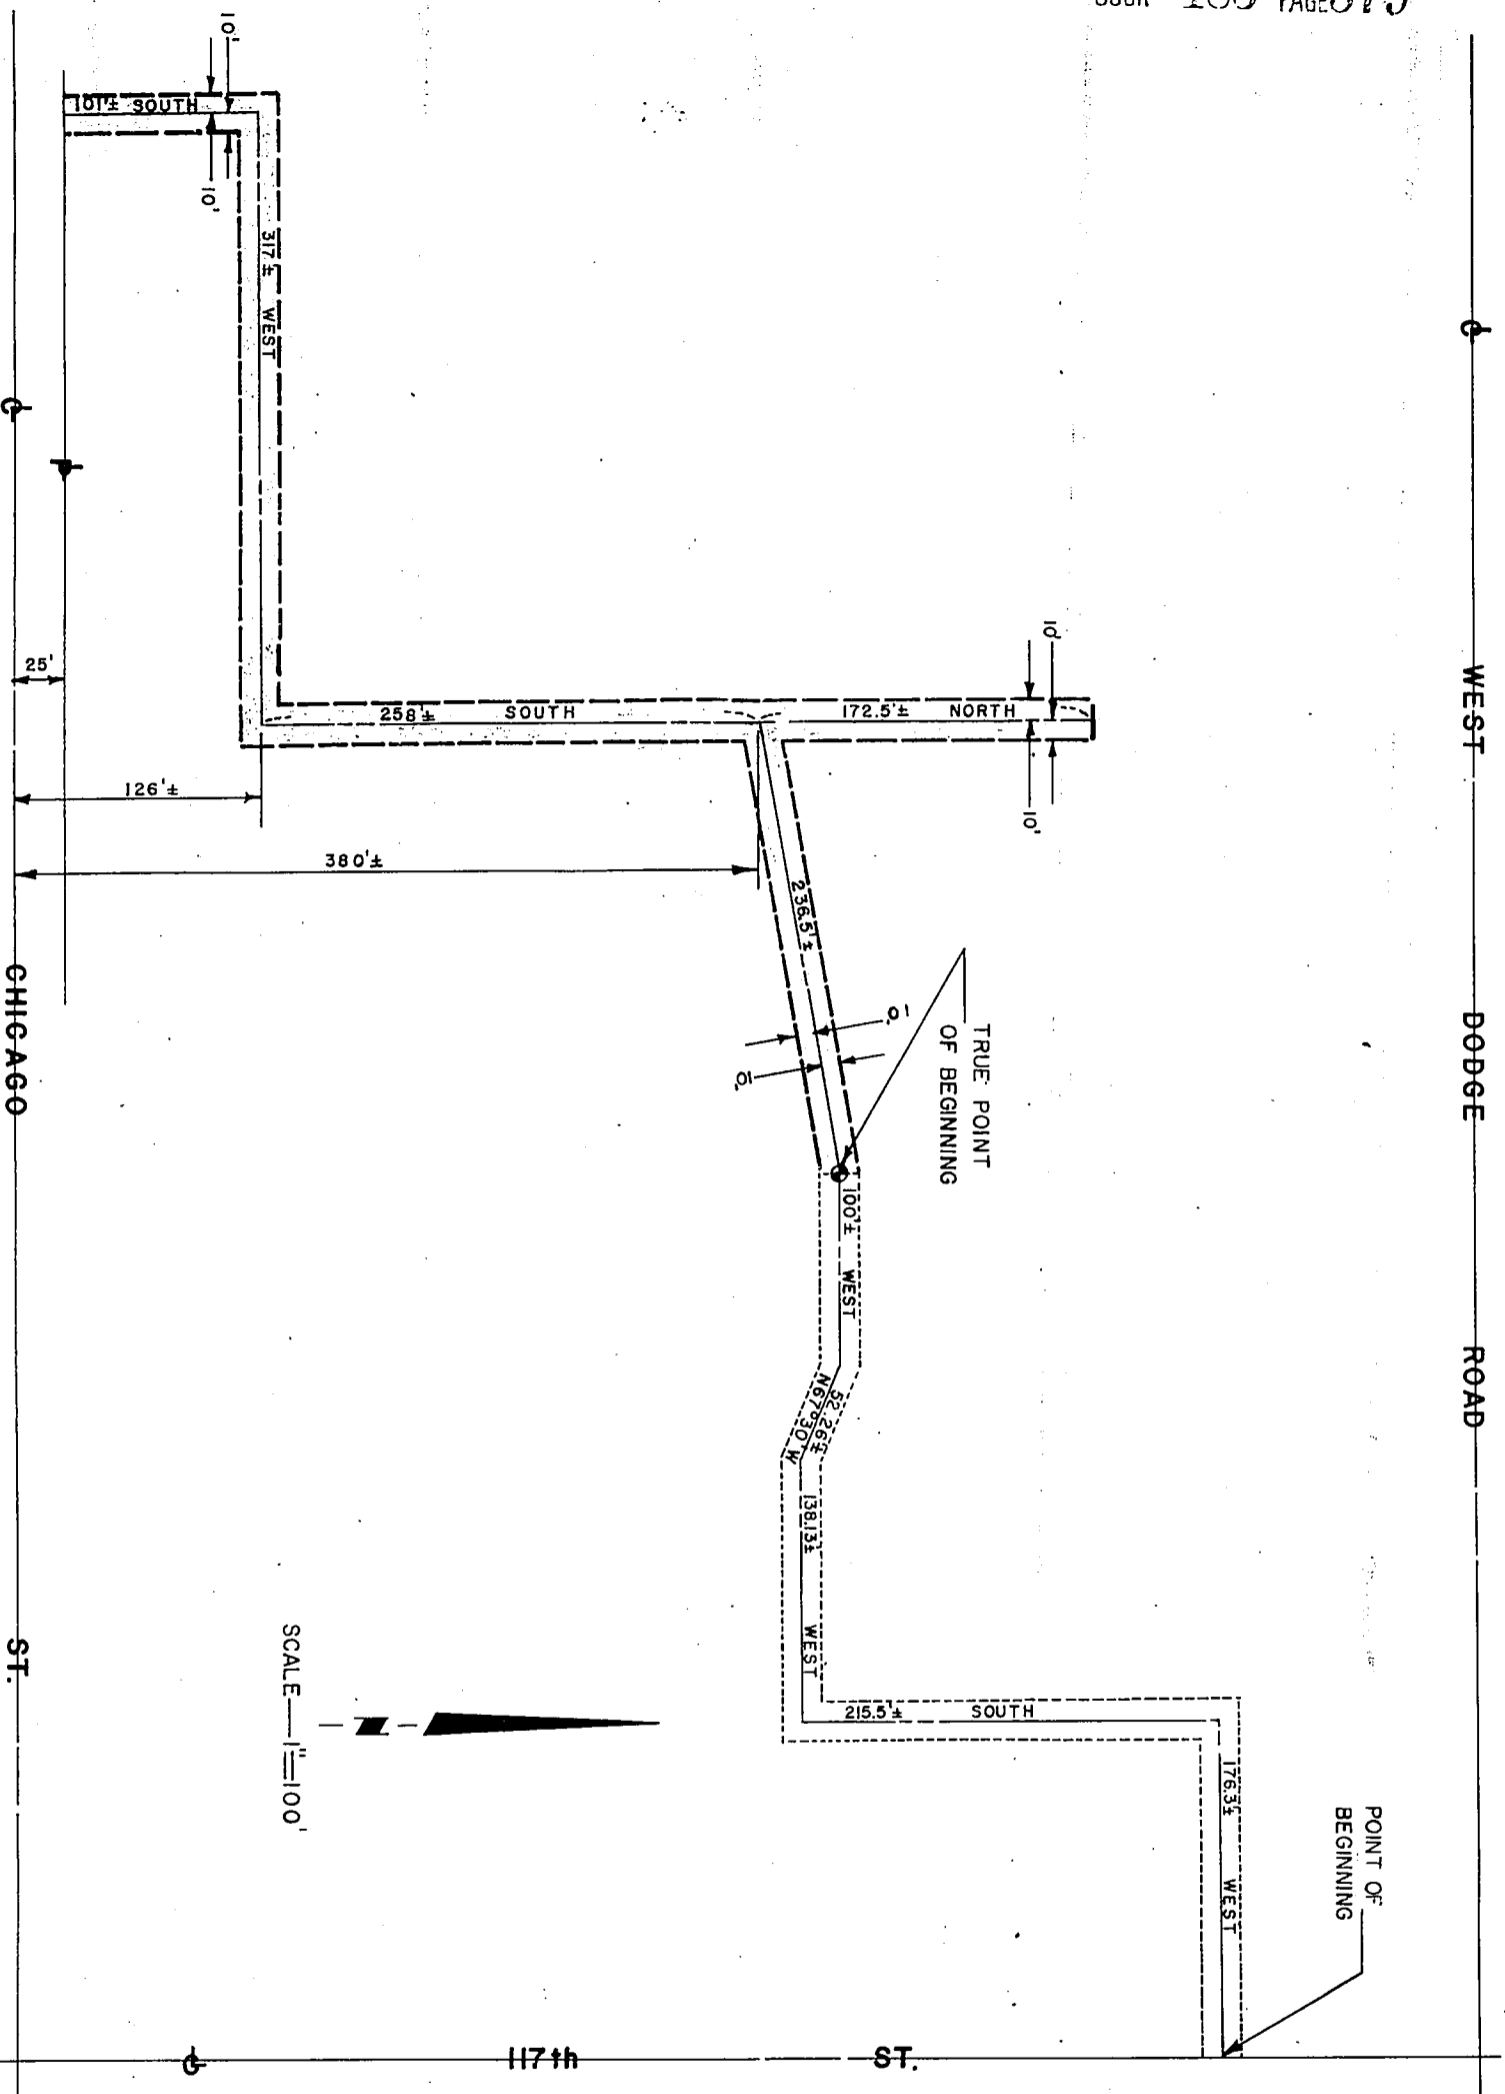 PAGE
WEST DODGE ROAD
℄
10'
101'± SOUTH
10'
317'± WEST
℄
25'
126'±
380'±
258'± SOUTH
172.5'± NORTH
10'
10'
236.5'±
10'
10'
TRUE POINT
OF BEGINNING
100'± WEST
52.26'±
N67°30'W
138.13'± WEST
215.5'± SOUTH
176.3'± WEST
POINT OF
BEGINNING
N
SCALE—1"=100'
CHICAGO ST.
℄
117th ST.